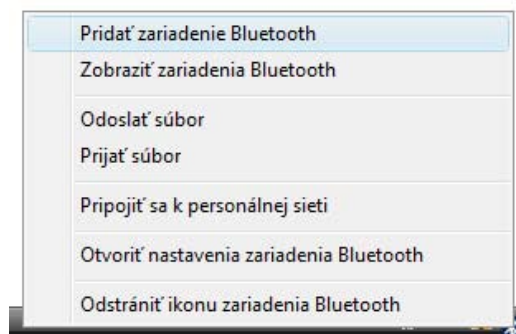 Pridať zariadenie Bluetooth
Zobraziť zariadenia Bluetooth
Odoslať súbor
Prijať súbor
Pripojiť sa k personálnej sieti
Otvoriť nastavenia zariadenia Bluetooth
Odstrániť ikonu zariadenia Bluetooth